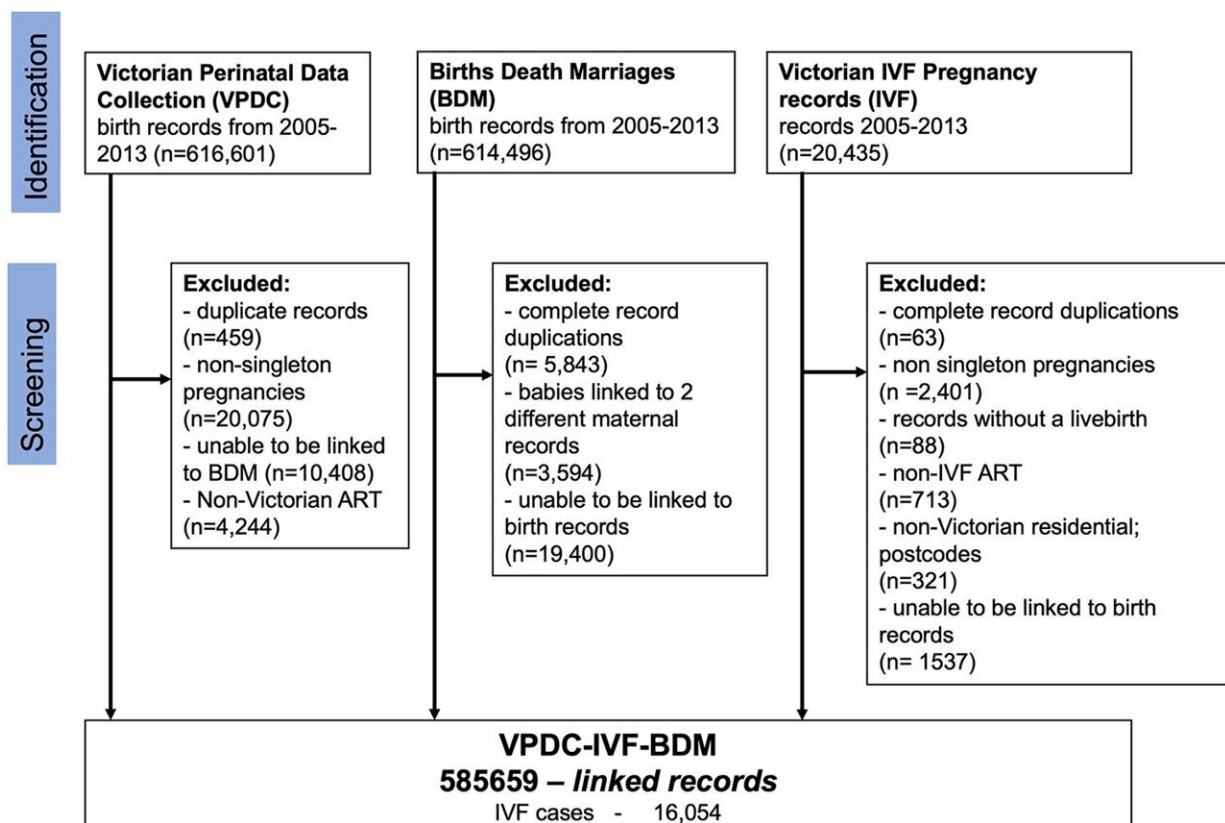 Identification
Victorian Perinatal Data
Collection (VPDC)
birth records from 2005-
2013 (n=616,601)
Births Death Marriages
(BDM)
birth records from 2005-2013
(n=614,496)
Victorian IVF Pregnancy
records (IVF)
records 2005-2013
(n=20,435)
Screening
Excluded:
- duplicate records
(n=459)
- non-singleton
pregnancies
(n=20,075)
- unable to be linked
to BDM (n=10,408)
- Non-Victorian ART
(n=4,244)
Excluded:
- complete record
duplications
(n= 5,843)
- babies linked to 2
different maternal
records
(n=3,594)
- unable to be linked to
birth records
(n=19,400)
Excluded:
- complete record duplications
(n=63)
- non singleton pregnancies
(n =2,401)
- records without a livebirth
(n=88)
- non-IVF ART
(n=713)
- non-Victorian residential;
postcodes
(n=321)
- unable to be linked to birth
records
(n= 1537)
VPDC-IVF-BDM
585659 – linked records
IVF cases - 16,054